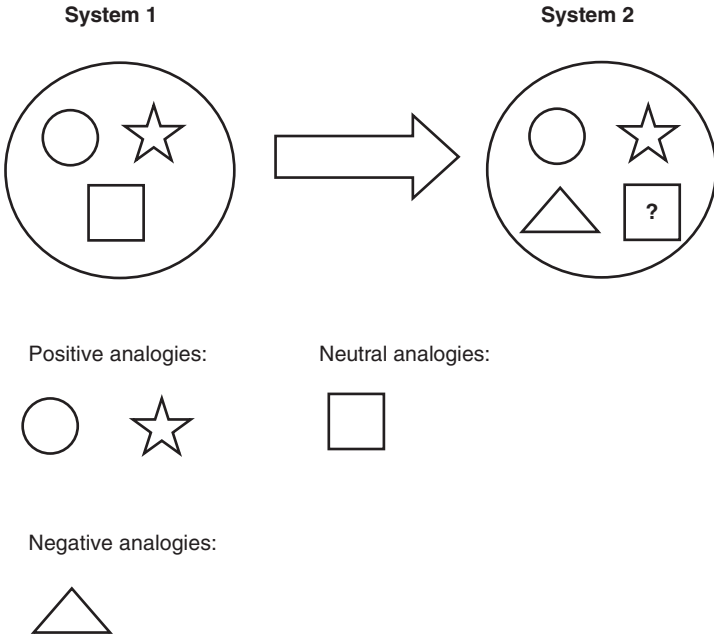 System 1
System 2
?
Positive analogies:
Neutral analogies:
Negative analogies: